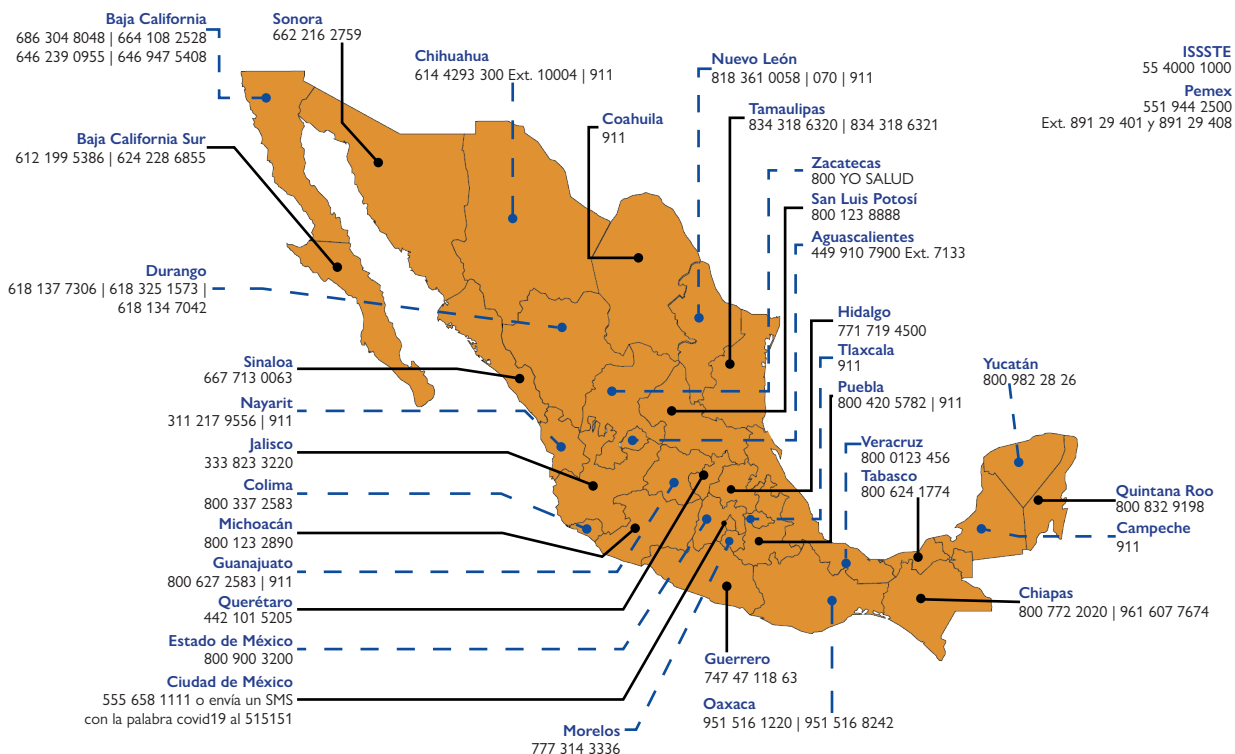 Baja California
686 304 8048 | 664 108 2528
646 239 0955 | 646 947 5408
Sonora
662 216 2759
Chihuahua
614 4293 300 Ext. 10004 | 911
Nuevo León
818 361 0058 | 070 | 911
ISSSTE
55 4000 1000
Pemex
551 944 2500
Ext. 891 29 401 y 891 29 408
Coahuila
911
Tamaulipas
834 318 6320 | 834 318 6321
Baja California Sur
612 199 5386 | 624 228 6855
Zacatecas
800 YO SALUD
San Luis Potosí
800 123 8888
Aguascalientes
449 910 7900 Ext. 7133
Durango
618 137 7306 | 618 325 1573 |
618 134 7042
Hidalgo
771 719 4500
Tlaxcala
911
Puebla
800 420 5782 | 911
Yucatán
800 982 28 26
Sinaloa
667 713 0063
Nayarit
311 217 9556 | 911
Jalisco
333 823 3220
Veracruz
800 0123 456
Tabasco
800 624 1774
Colima
800 337 2583
Quintana Roo
800 832 9198
Michoacán
800 123 2890
Campeche
911
Guanajuato
800 627 2583 | 911
Querétaro
442 101 5205
Chiapas
800 772 2020 | 961 607 7674
Estado de México
800 900 3200
Ciudad de México
555 658 1111 o envía un SMS
con la palabra covid19 al 515151
Guerrero
747 47 118 63
Oaxaca
951 516 1220 | 951 516 8242
Morelos
777 314 3336